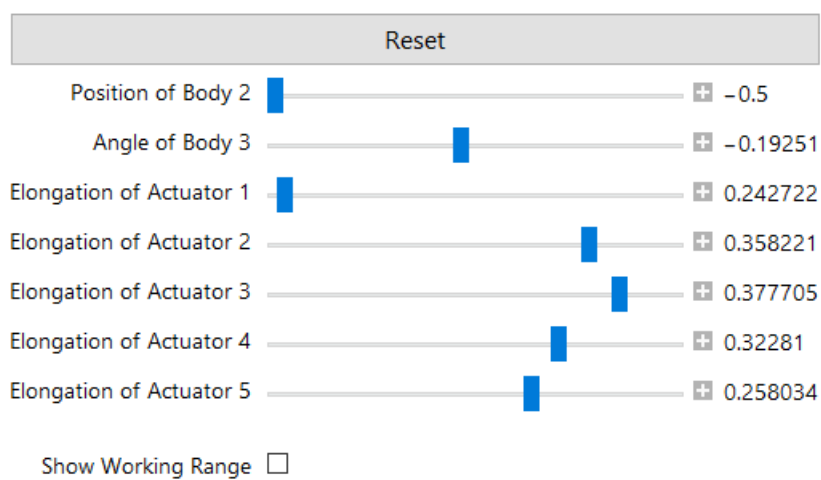 Reset
Position of Body 2 −0.5
Angle of Body 3 −0.19251
Elongation of Actuator 1 0.242722
Elongation of Actuator 2 0.358221
Elongation of Actuator 3 0.377705
Elongation of Actuator 4 0.32281
Elongation of Actuator 5 0.258034
Show Working Range